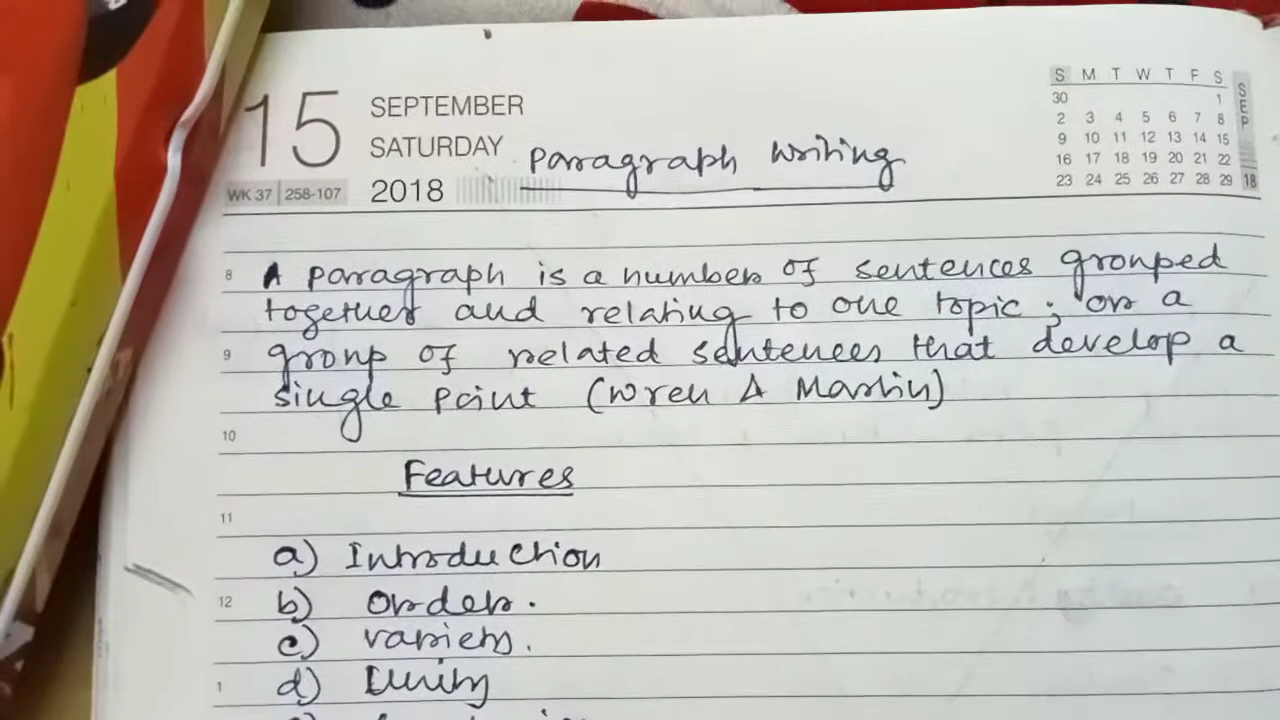 15
SEPTEMBER
SATURDAY
2018
WK 37 | 258-107
S M T W T F S
30 1
2 3 4 5 6 7 8
9 10 11 12 13 14 15
16 17 18 19 20 21 22
23 24 25 26 27 28 29
SEP
18
Paragraph Writing
8 A paragraph is a number of sentences grouped
together and relating to one topic ; or a
9 group of related sentences that develop a
single point (Wren & Martin)
10
Features
11
a) Introduction
12 b) Order.
c) variety.
1 d) Unity